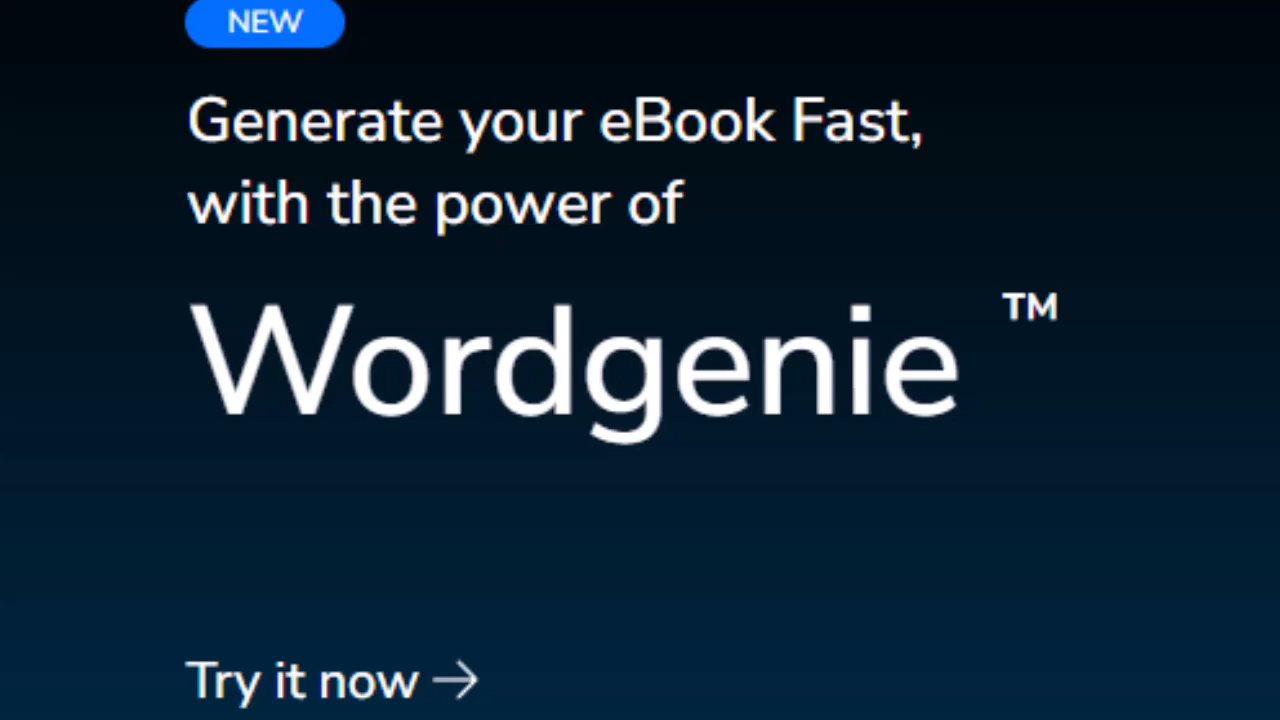 NEW
Generate your eBook Fast,
with the power of
Wordgenie ™
Try it now →